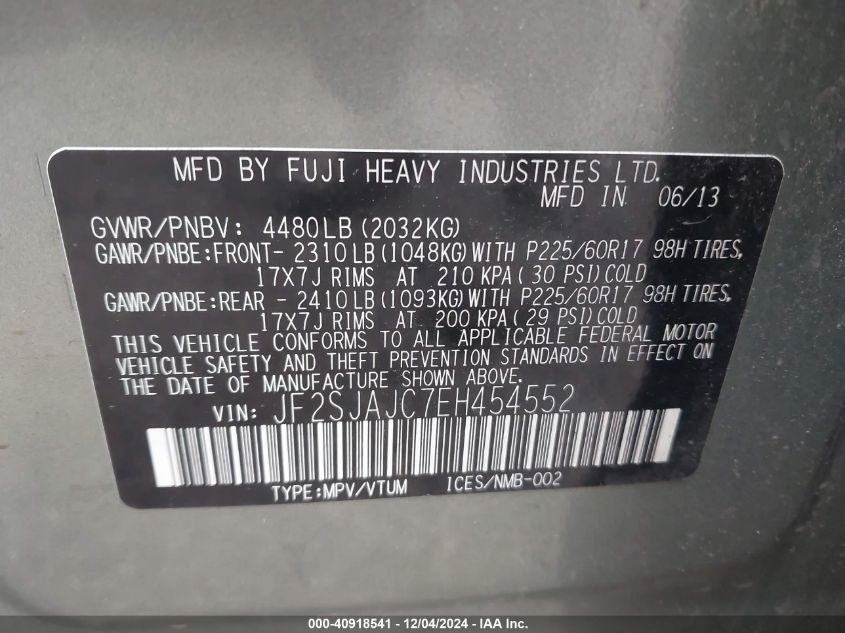 MFD BY FUJI HEAVY INDUSTRIES LTD.
MFD IN 06/13
GVWR/PNBV: 4480LB(2032KG)
GAWR/PNBE:FRONT- 2310LB(1048KG)WITH P225/60R17 98H TIRES,
17X7J RIMS AT 210 KPA(30 PSI)COLD
GAWR/PNBE:REAR - 2410LB(1093KG)WITH P225/60R17 98H TIRES,
17X7J RIMS AT 200 KPA(29 PSI)COLD
THIS VEHICLE CONFORMS TO ALL APPLICABLE FEDERAL MOTOR
VEHICLE SAFETY AND THEFT PREVENTION STANDARDS IN EFFECT ON
THE DATE OF MANUFACTURE SHOWN ABOVE.
VIN: JF2SJAJC7EH454552
TYPE:MPV/VTUM ICES/NMB-002
000-40918541 - 12/04/2024 - IAA Inc.